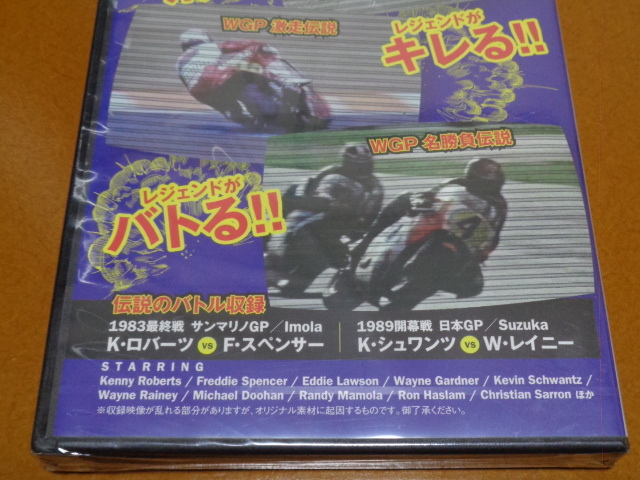 WGP 激走伝説
レジェンドが
キレる!!
WGP 名勝負伝説
レジェンドが
バトる!!
4
伝説のバトル収録
1983最終戦 サンマリノGP／Imola
K・ロバーツ vs F・スペンサー
1989開幕戦 日本GP／Suzuka
K・シュワンツ vs W・レイニー
STARRING
Kenny Roberts / Freddie Spencer / Eddie Lawson / Wayne Gardner / Kevin Schwantz /
Wayne Rainey / Michael Doohan / Randy Mamola / Ron Haslam / Christian Sarron ほか
※収録映像が乱れる部分がありますが、オリジナル素材に起因するものです。御了承ください。